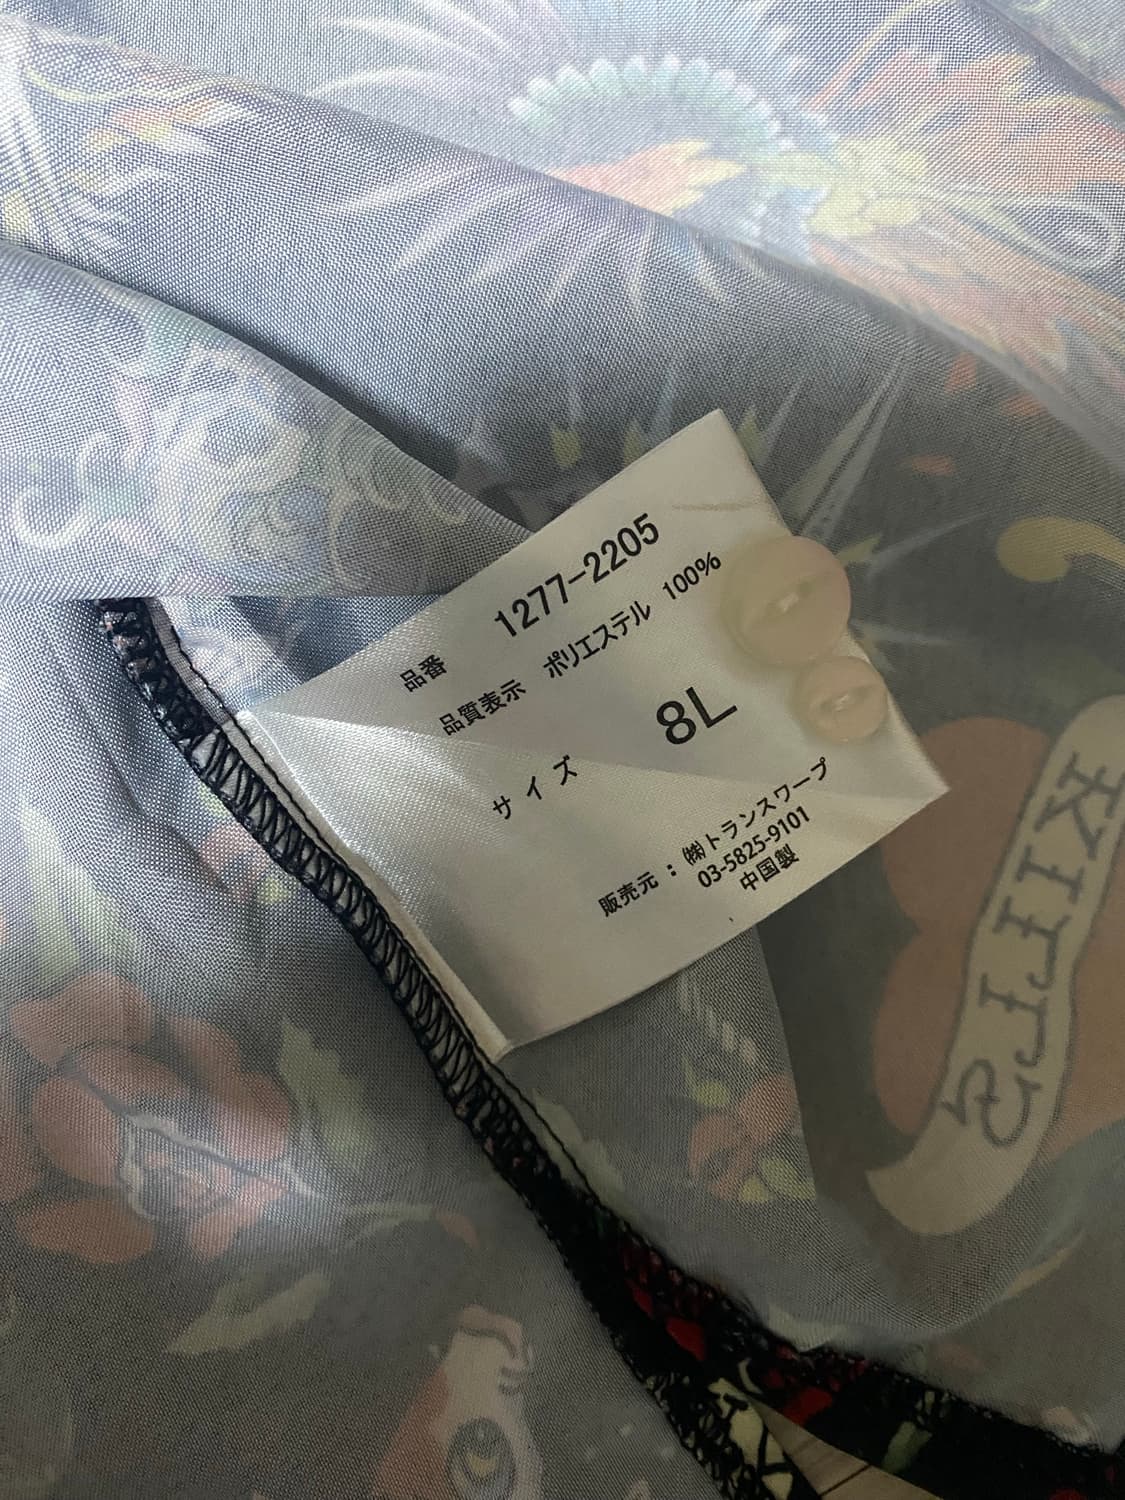 品番 1277-2205
品質表示 ポリエステル 100%
サイズ 8L
販売元：㈱トランスワープ
03-5825-9101
中国製
KILLS